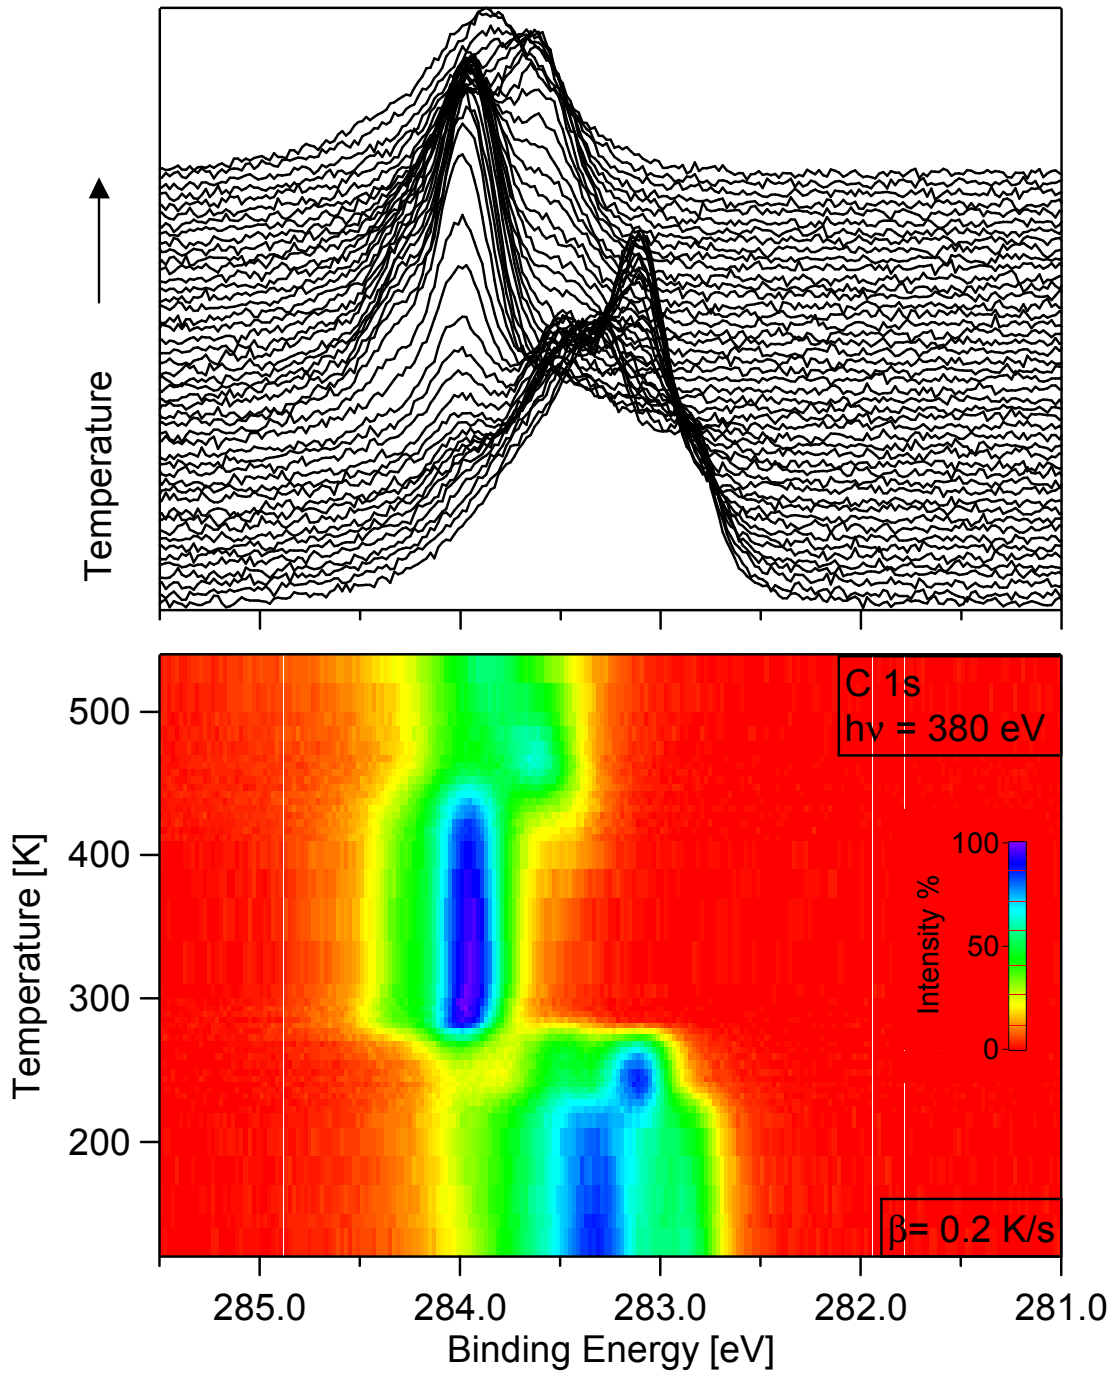 Temperature
C 1s
hν = 380 eV
500
400
300
200
Temperature [K]
100
50
0
Intensity %
β= 0.2 K/s
285.0 284.0 283.0 282.0 281.0
Binding Energy [eV]